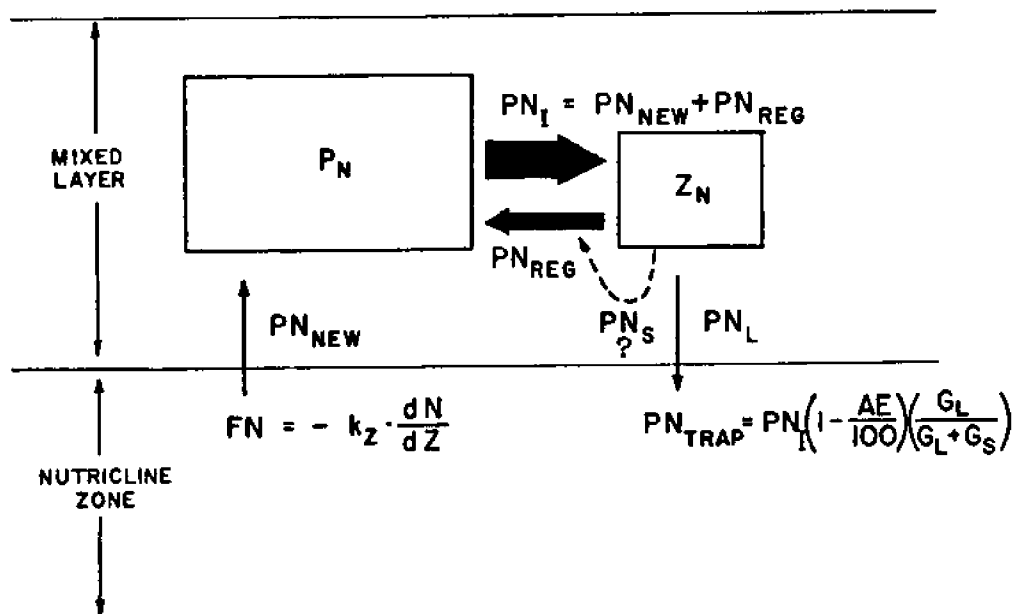 PN_I = PN_NEW + PN_REG
MIXED
LAYER
P_N
Z_N
PN_REG
PN_NEW
PN_S
?
PN_L
FN = - k_z · dN/dZ
PN_TRAP = PN_I(1 - AE/100)(G_L/(G_L + G_S))
NUTRICLINE
ZONE